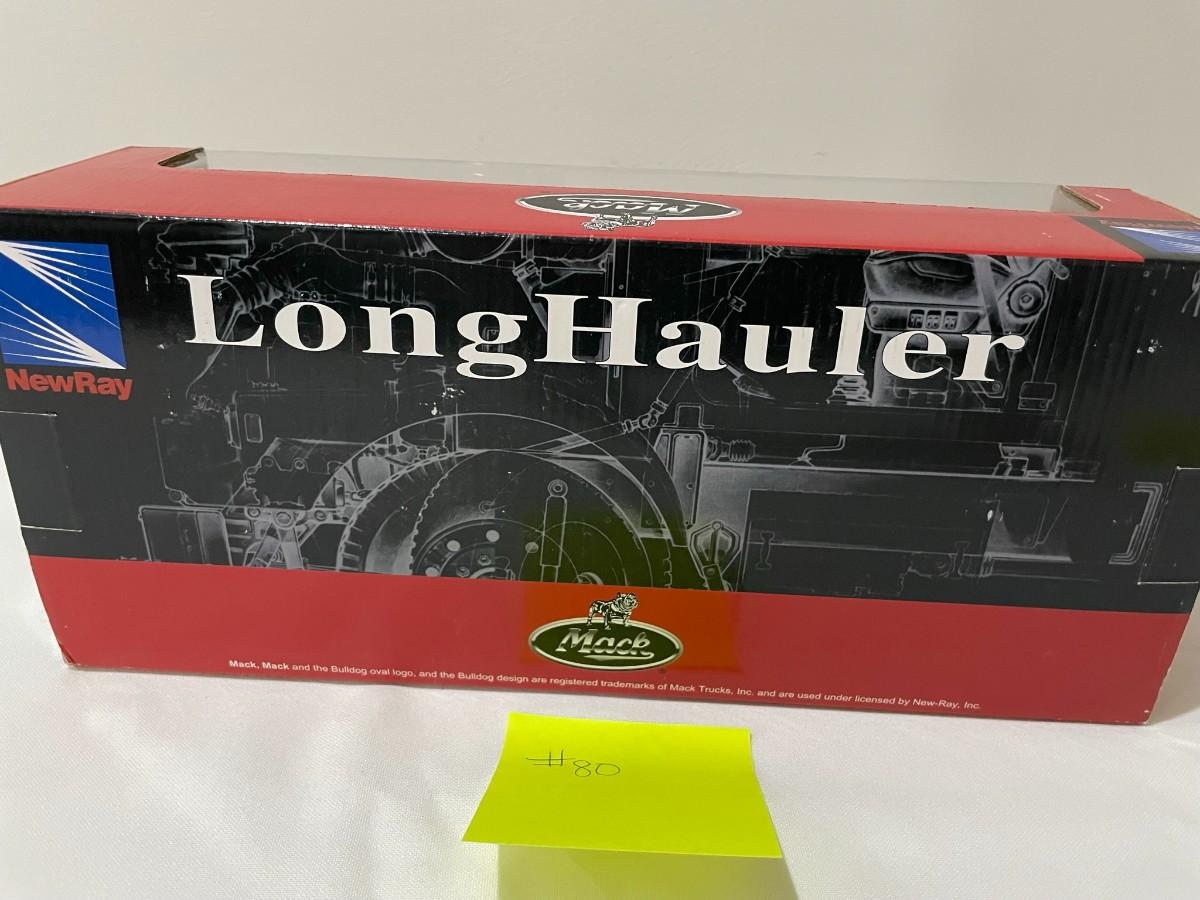 Mack
LongHauler
NewRay
Mack
Mack, Mack and the Bulldog oval logo, and the Bulldog design are registered trademarks of Mack Trucks, Inc. and are used under licensed by New-Ray, Inc.
#80